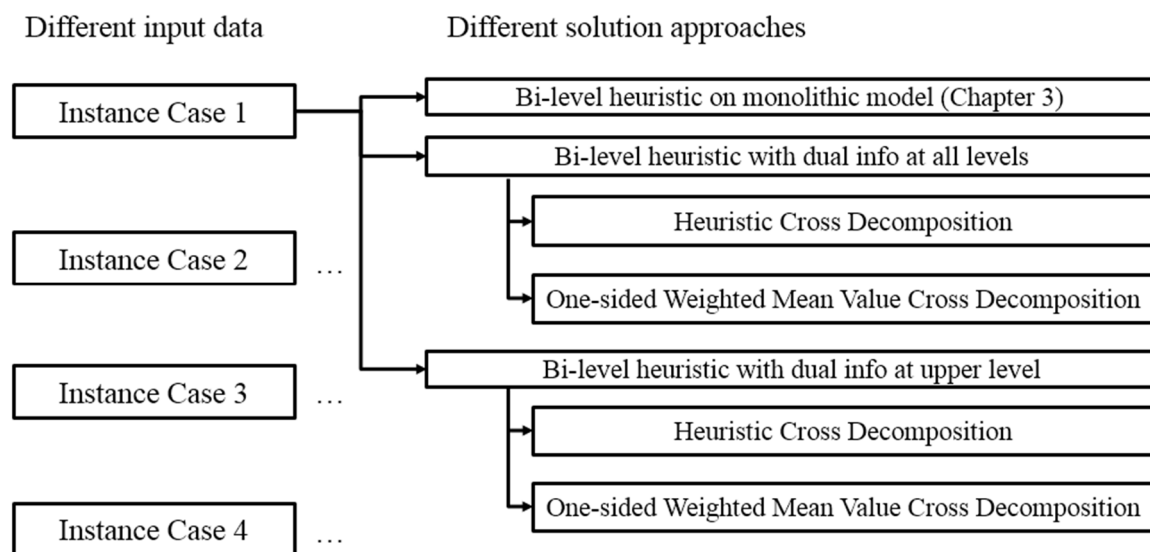 Different input data
Different solution approaches
Instance Case 1
Bi-level heuristic on monolithic model (Chapter 3)
Bi-level heuristic with dual info at all levels
Heuristic Cross Decomposition
Instance Case 2
...
One-sided Weighted Mean Value Cross Decomposition
Bi-level heuristic with dual info at upper level
Instance Case 3
...
Heuristic Cross Decomposition
One-sided Weighted Mean Value Cross Decomposition
Instance Case 4
...